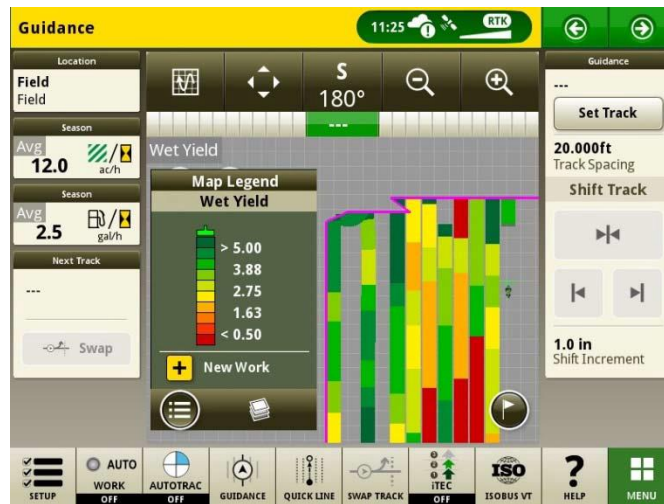 Guidance
11:25
RTK
Location
Field
Field
Season
Avg
12.0
ac/h
Season
Avg
2.5
gal/h
Next Track
---
Swap
S
180°
---
Wet Yield
Map Legend
Wet Yield
> 5.00
3.88
2.75
1.63
< 0.50
New Work
Guidance
---
Set Track
20.000ft
Track Spacing
Shift Track
1.0 in
Shift Increment
SETUP
AUTO
WORK
OFF
AUTOTRAC
OFF
GUIDANCE
QUICK LINE
SWAP TRACK
iTEC
OFF
ISO
ISOBUS VT
?
HELP
MENU